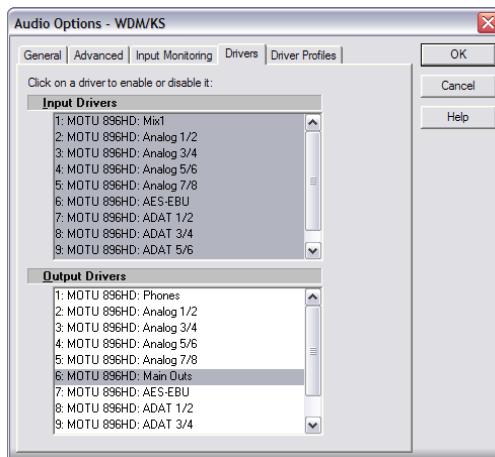 Audio Options - WDM/KS
General
Advanced
Input Monitoring
Drivers
Driver Profiles
OK
Cancel
Help
Click on a driver to enable or disable it:
Input Drivers
1: MOTU 896HD: Mix1
2: MOTU 896HD: Analog 1/2
3: MOTU 896HD: Analog 3/4
4: MOTU 896HD: Analog 5/6
5: MOTU 896HD: Analog 7/8
6: MOTU 896HD: AES-EBU
7: MOTU 896HD: ADAT 1/2
8: MOTU 896HD: ADAT 3/4
9: MOTU 896HD: ADAT 5/6
Output Drivers
1: MOTU 896HD: Phones
2: MOTU 896HD: Analog 1/2
3: MOTU 896HD: Analog 3/4
4: MOTU 896HD: Analog 5/6
5: MOTU 896HD: Analog 7/8
6: MOTU 896HD: Main Outs
7: MOTU 896HD: AES-EBU
8: MOTU 896HD: ADAT 1/2
9: MOTU 896HD: ADAT 3/4